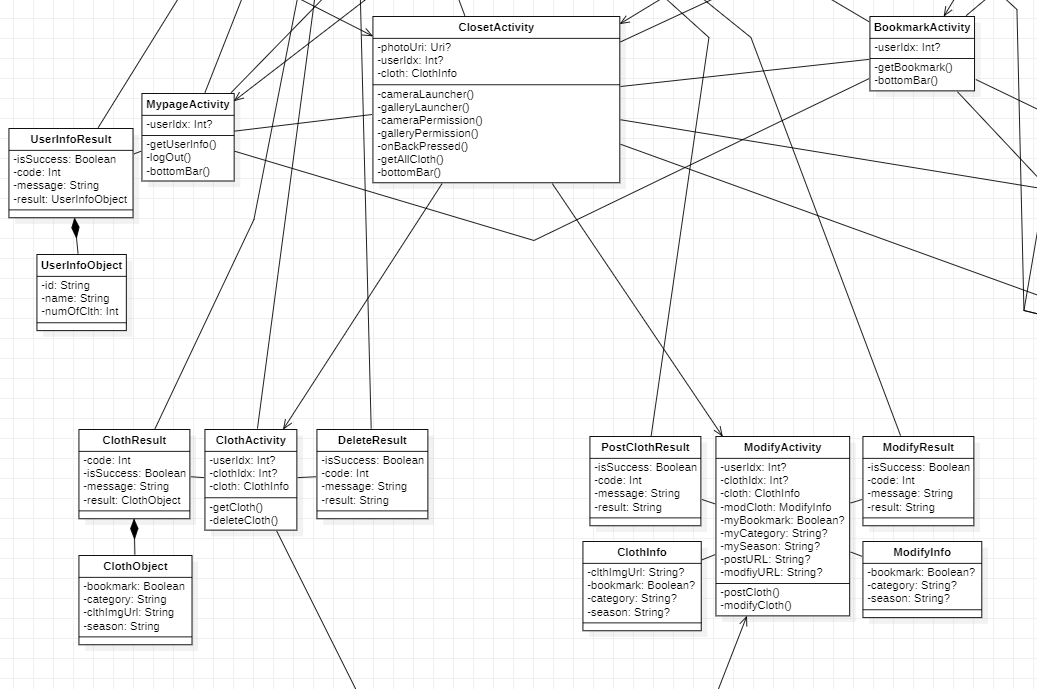 ClosetActivity
-photoUri: Uri?
-userIdx: Int?
-cloth: ClothInfo
-cameraLauncher()
-galleryLauncher()
-cameraPermission()
-galleryPermission()
-onBackPressed()
-getAllCloth()
-bottomBar()
BookmarkActivity
-userIdx: Int?
-getBookmark()
-bottomBar()
MypageActivity
-userIdx: Int?
-getUserInfo()
-logOut()
-bottomBar()
UserInfoResult
-isSuccess: Boolean
-code: Int
-message: String
-result: UserInfoObject
UserInfoObject
-id: String
-name: String
-numOfClth: Int
ClothResult
-code: Int
-isSuccess: Boolean
-message: String
-result: ClothObject
ClothActivity
-userIdx: Int?
-clothIdx: Int?
-cloth: ClothInfo
-getCloth()
-deleteCloth()
DeleteResult
-isSuccess: Boolean
-code: Int
-message: String
-result: String
ClothObject
-bookmark: Boolean
-category: String
-clthImgUrl: String
-season: String
PostClothResult
-isSuccess: Boolean
-code: Int
-message: String
-result: String
ModifyActivity
-userIdx: Int?
-clothIdx: Int?
-cloth: ClothInfo
-modCloth: ModifyInfo
-myBookmark: Boolean?
-myCategory: String?
-mySeason: String?
-postURL: String?
-modfiyURL: String?
-postCloth()
-modifyCloth()
ModifyResult
-isSuccess: Boolean
-code: Int
-message: String
-result: String
ClothInfo
-clthImgUrl: String?
-bookmark: Boolean?
-category: String?
-season: String?
ModifyInfo
-bookmark: Boolean?
-category: String?
-season: String?